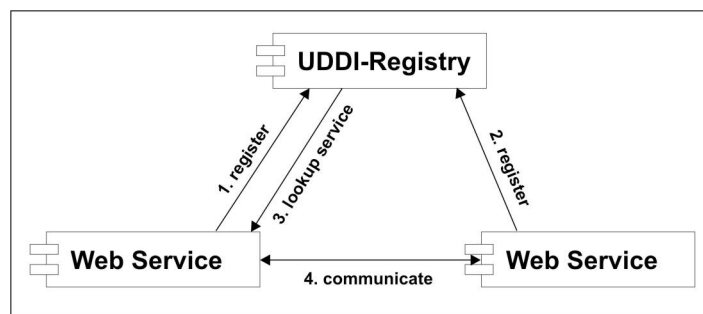 UDDI-Registry
1. register
3. lookup service
2. register
Web Service
4. communicate
Web Service